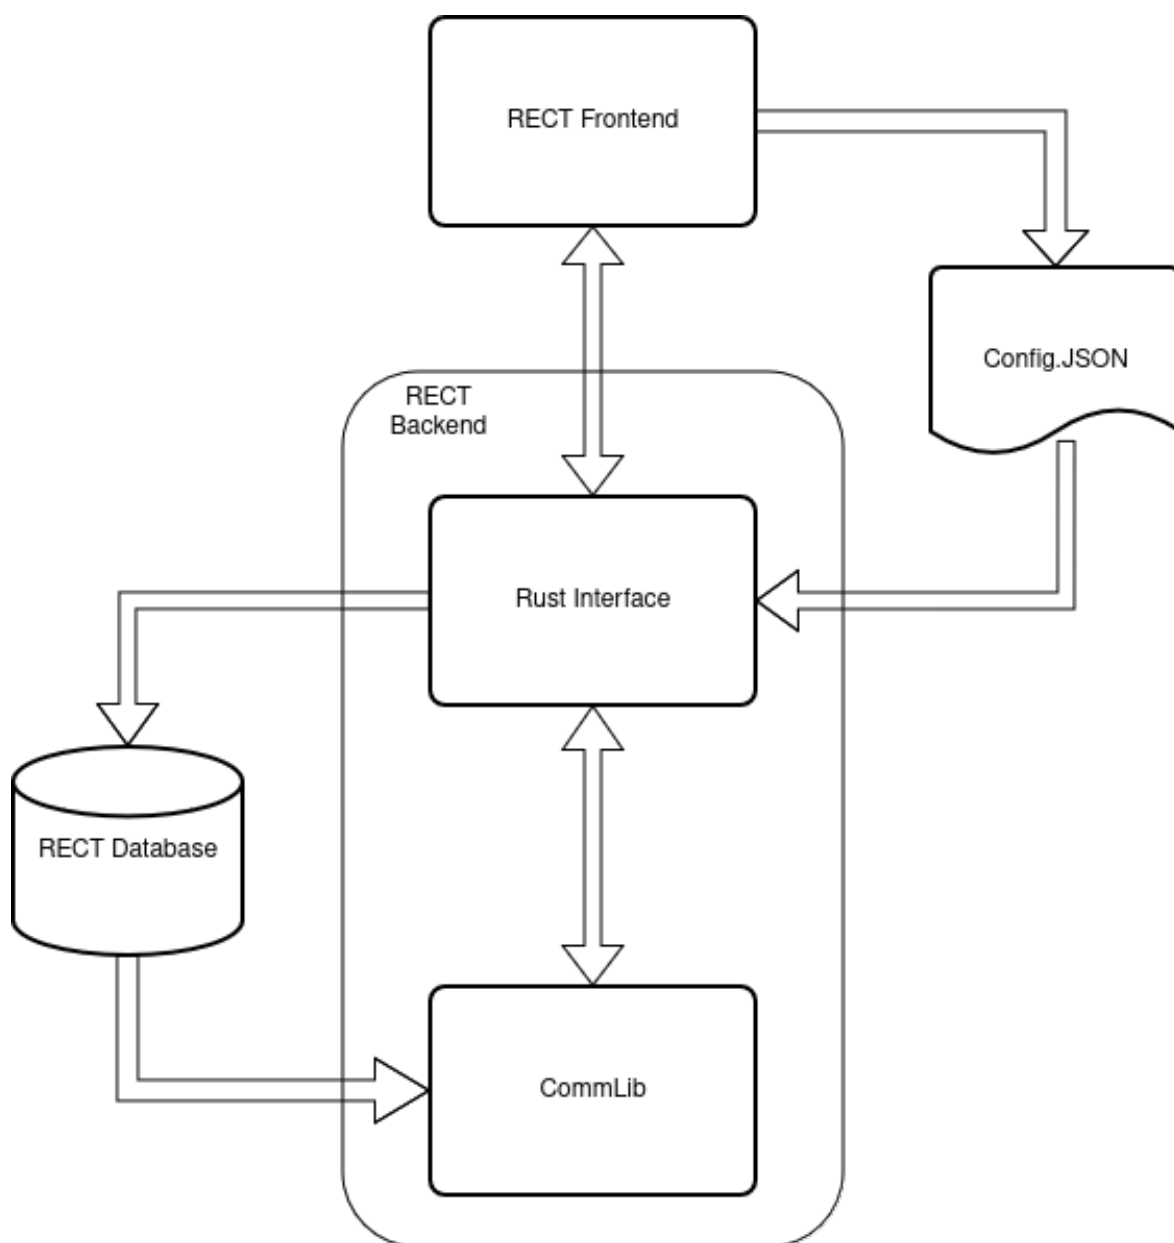 RECT Frontend
Config.JSON
RECT
Backend
Rust Interface
RECT Database
CommLib